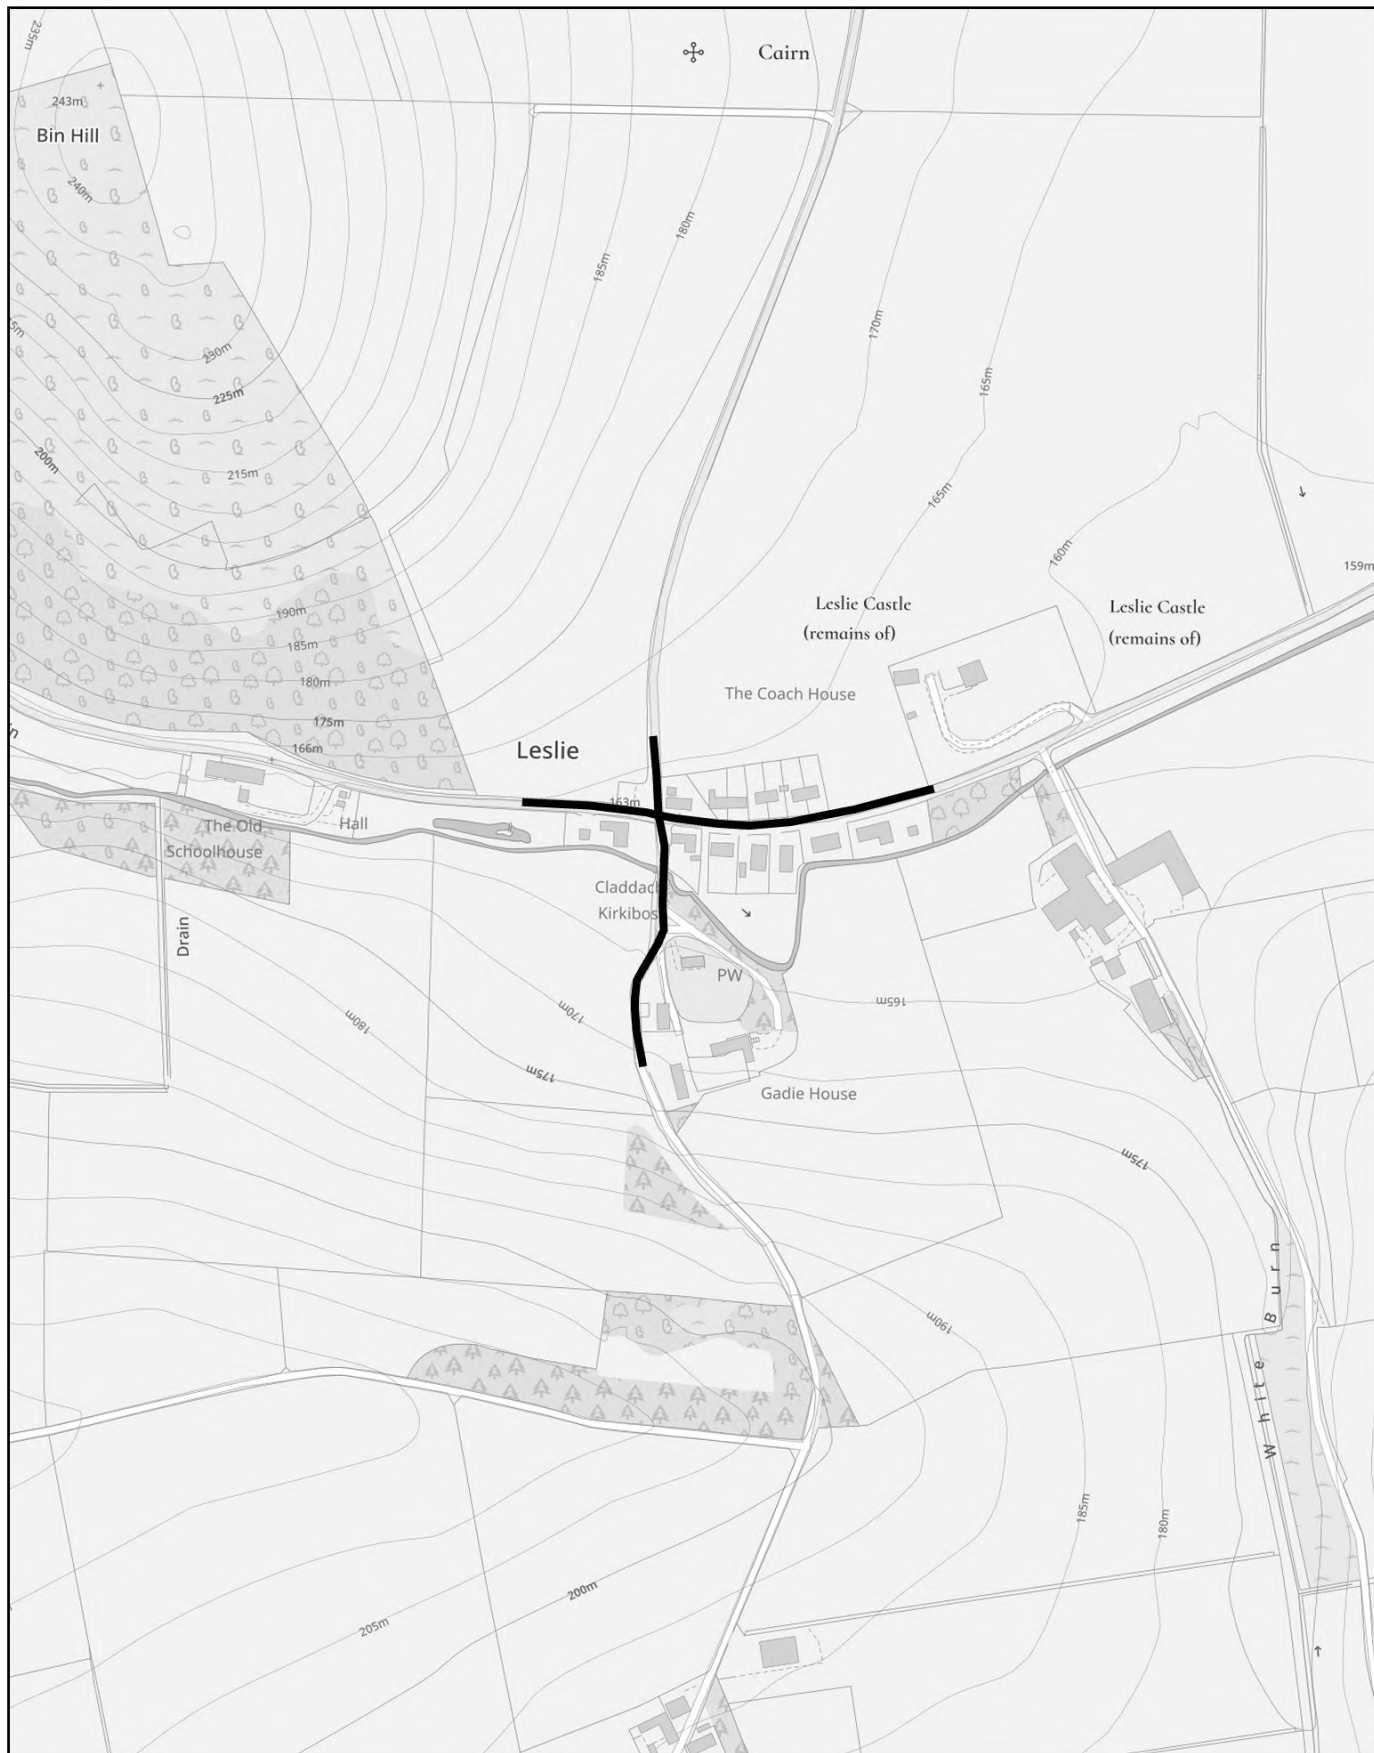 235m
Cairn
243m
Bin Hill
240m
180m
185m
170m
230m
165m
225m
200m
215m
165m
160m
159m
190m
Leslie Castle
(remains of)
Leslie Castle
(remains of)
185m
180m
The Coach House
175m
166m
Leslie
163m
The Old
Schoolhouse
Hall
Kirkibos
Drain
PW
165m
170m
180m
175m
Gadie House
175m
190m
White Burn
185m
180m
200m
205m